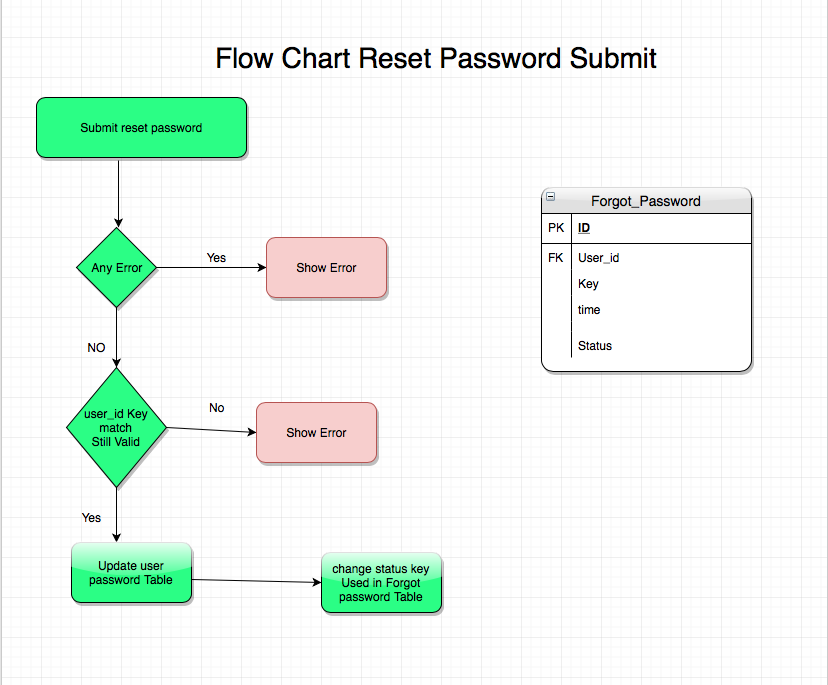 Flow Chart Reset Password Submit
Submit reset password
Any Error
Yes
Show Error
NO
user_id Key
match
Still Valid
No
Show Error
Yes
Update user
password Table
change status key
Used in Forgot
password Table
Forgot_Password
PK ID
FK User_id
Key
time
Status